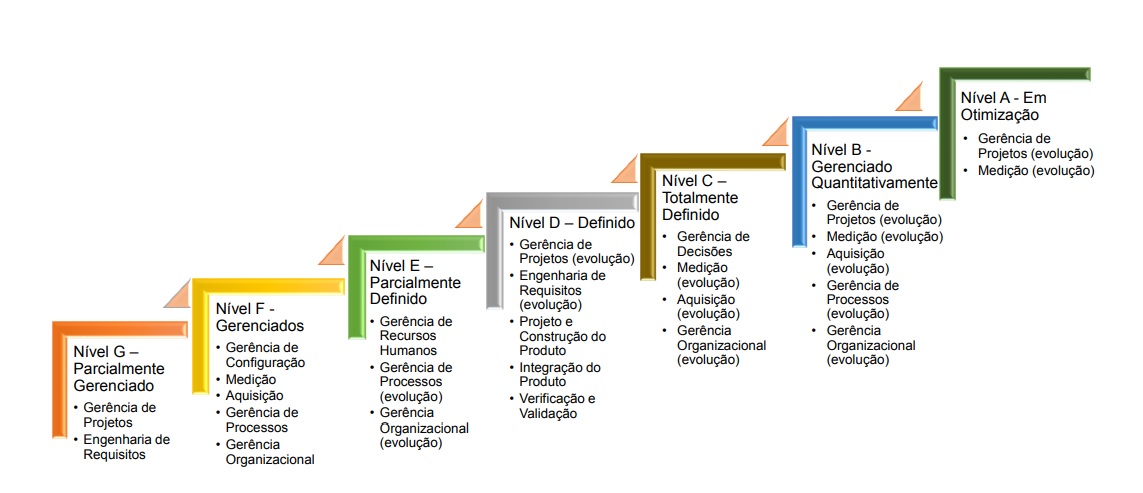 Nível G –
Parcialmente
Gerenciado
• Gerência de
Projetos
• Engenharia de
Requisitos
Nível F -
Gerenciados
• Gerência de
Configuração
• Medição
• Aquisição
• Gerência de
Processos
• Gerência
Organizacional
Nível E –
Parcialmente
Definido
• Gerência de
Recursos
Humanos
• Gerência de
Processos
(evolução)
• Gerência
Organizacional
(evolução)
Nível D – Definido
• Gerência de
Projetos (evolução)
• Engenharia de
Requisitos
(evolução)
• Projeto e
Construção do
Produto
• Integração do
Produto
• Verificação e
Validação
Nível C –
Totalmente
Definido
• Gerência de
Decisões
• Medição
(evolução)
• Aquisição
(evolução)
• Gerência
Organizacional
(evolução)
Nível B -
Gerenciado
Quantitativamente
• Gerência de
Projetos (evolução)
• Medição (evolução)
• Aquisição
(evolução)
• Gerência de
Processos
(evolução)
• Gerência
Organizacional
(evolução)
Nível A - Em
Otimização
• Gerência de
Projetos (evolução)
• Medição (evolução)